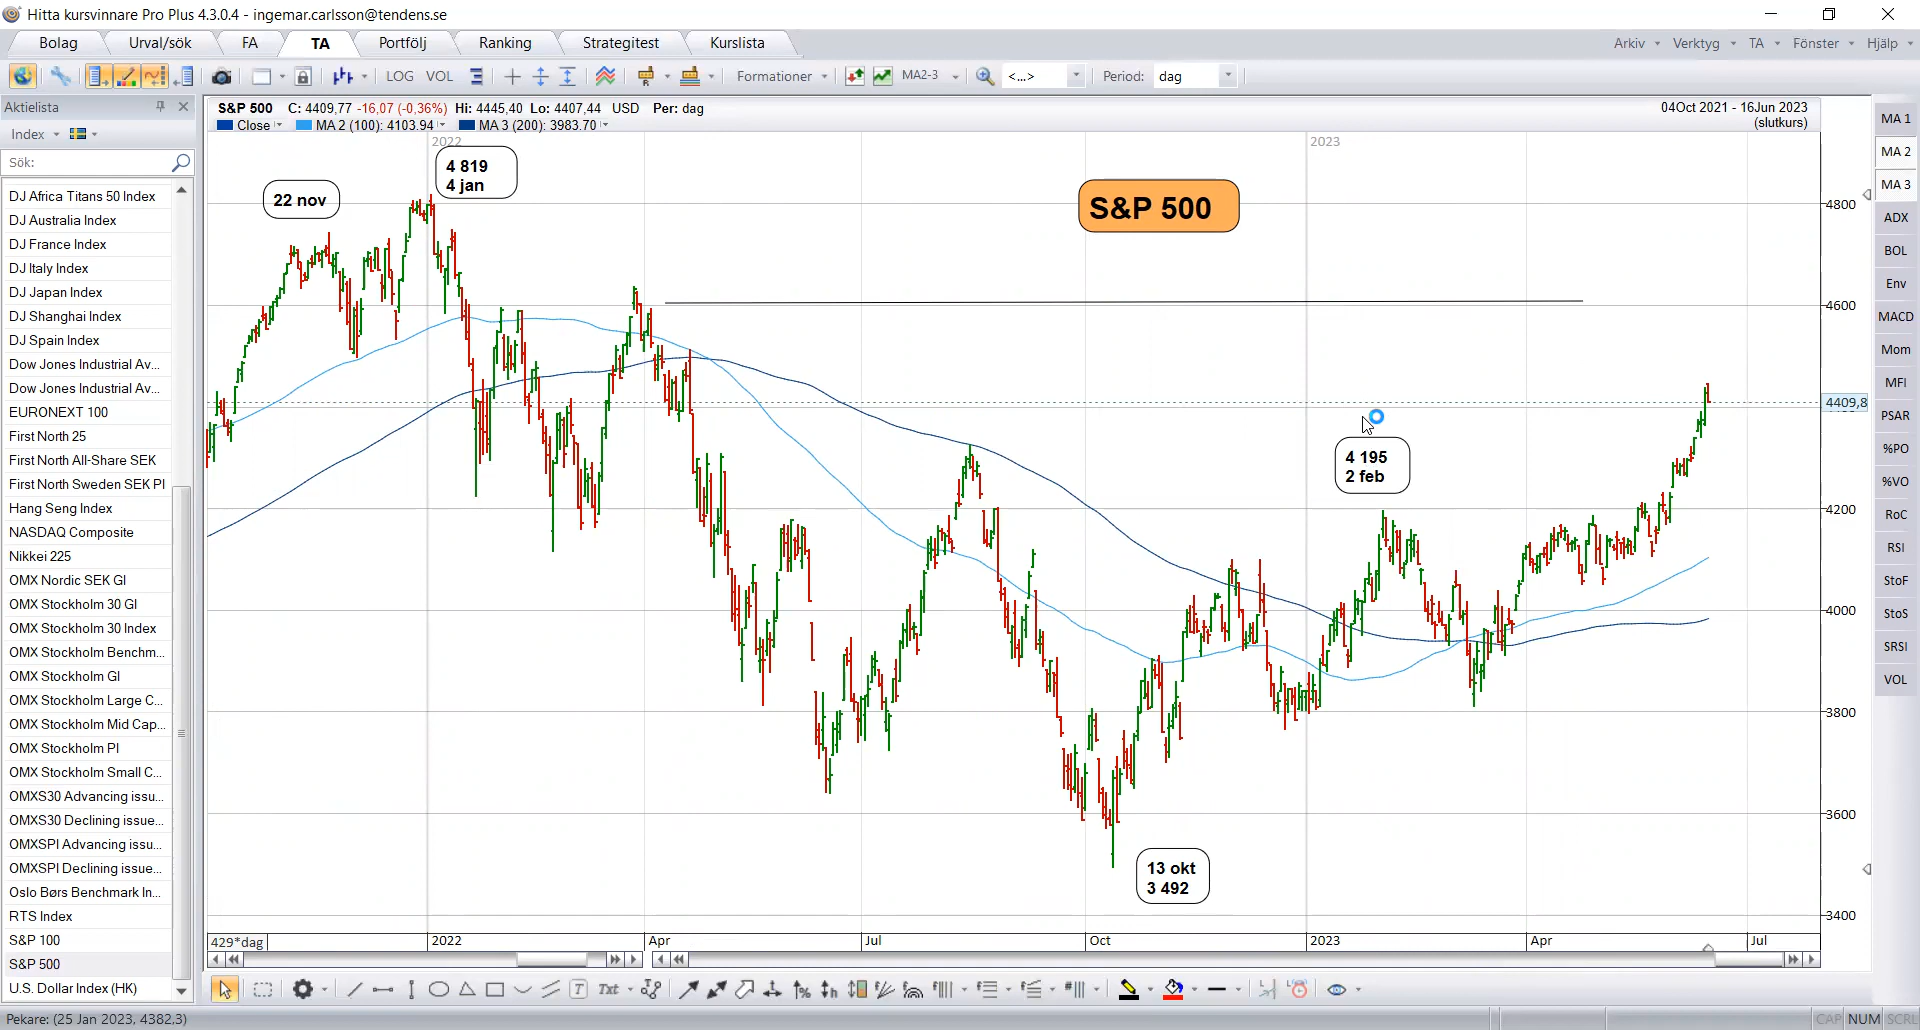 Hitta kursvinnare Pro Plus 4.3.0.4 - ingemar.carlsson@tendens.se
Bolag Urval/sök FA TA Portfölj Ranking Strategitest Kurslista Arkiv Verktyg TA Fönster Hjälp
LOG VOL Formationer MA2-3 <...> Period: dag
Aktielista
Index
Sök:
DJ Africa Titans 50 Index
DJ Australia Index
DJ France Index
DJ Italy Index
DJ Japan Index
DJ Shanghai Index
DJ Spain Index
Dow Jones Industrial Av...
Dow Jones Industrial Av...
EURONEXT 100
First North 25
First North All-Share SEK
First North Sweden SEK PI
Hang Seng Index
NASDAQ Composite
Nikkei 225
OMX Nordic SEK GI
OMX Stockholm 30 GI
OMX Stockholm 30 Index
OMX Stockholm Benchm...
OMX Stockholm GI
OMX Stockholm Large C...
OMX Stockholm Mid Cap...
OMX Stockholm PI
OMX Stockholm Small C...
OMXS30 Advancing issu...
OMXS30 Declining issue...
OMXSPI Advancing issu...
OMXSPI Declining issue...
Oslo Børs Benchmark In...
RTS Index
S&P 100
S&P 500
U.S. Dollar Index (HK)
S&P 500 C: 4409,77 -16,07 (-0,36%) Hi: 4445,40 Lo: 4407,44 USD Per: dag
04Oct 2021 - 16Jun 2023
(slutkurs)
Close MA 2 (100): 4103.94 MA 3 (200): 3983.70
2022 2023
4 819
4 jan
22 nov
S&P 500
4 195
2 feb
13 okt
3 492
4800
4600
4409,8
4200
4000
3800
3600
3400
429*dag 2022 Apr Jul Oct 2023 Apr Jul
MA 1
MA 2
MA 3
ADX
BOL
Env
MACD
Mom
MFI
PSAR
%PO
%VO
RoC
RSI
StoF
StoS
SRSI
VOL
T Txt
Pekare: (25 Jan 2023, 4382,3) CAP NUM SCRL